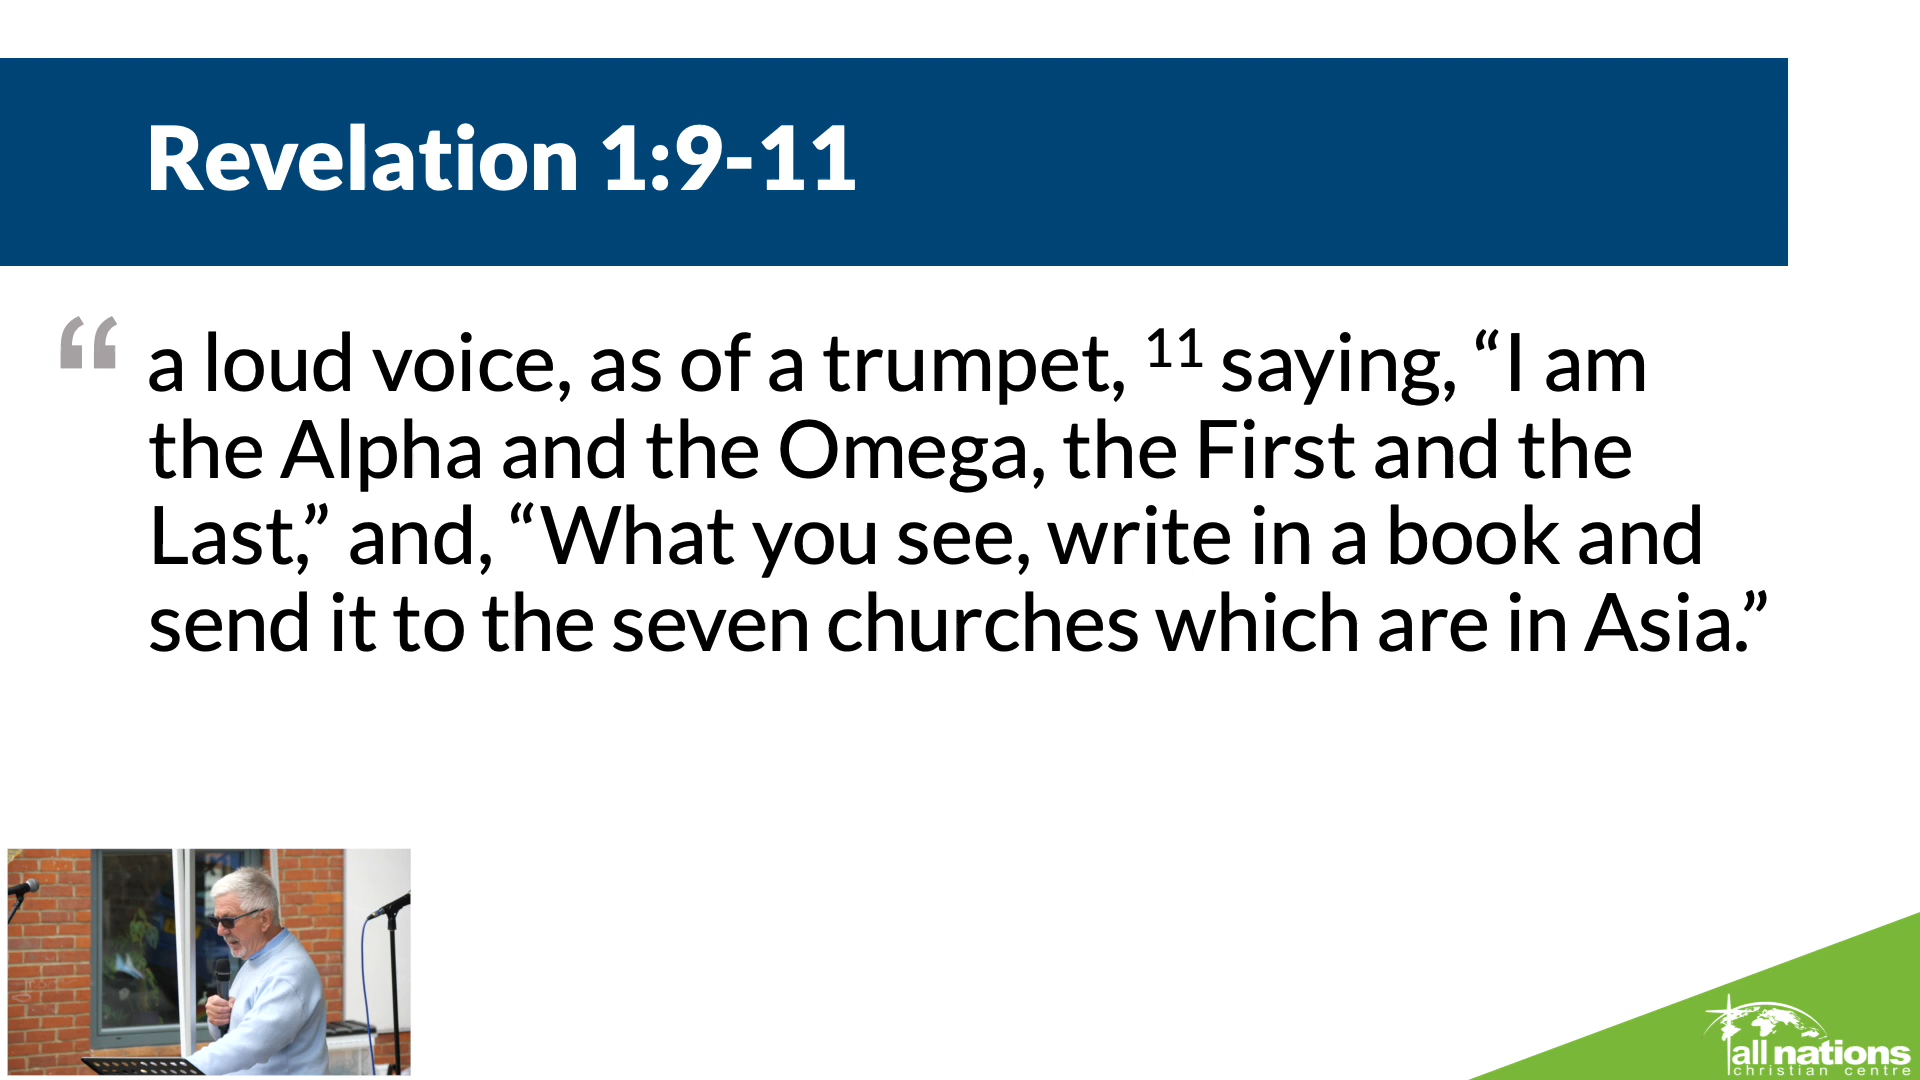 Revelation 1:9-11
“ a loud voice, as of a trumpet, 11 saying, “I am
the Alpha and the Omega, the First and the
Last,” and, “What you see, write in a book and
send it to the seven churches which are in Asia.”
all nations
christian centre